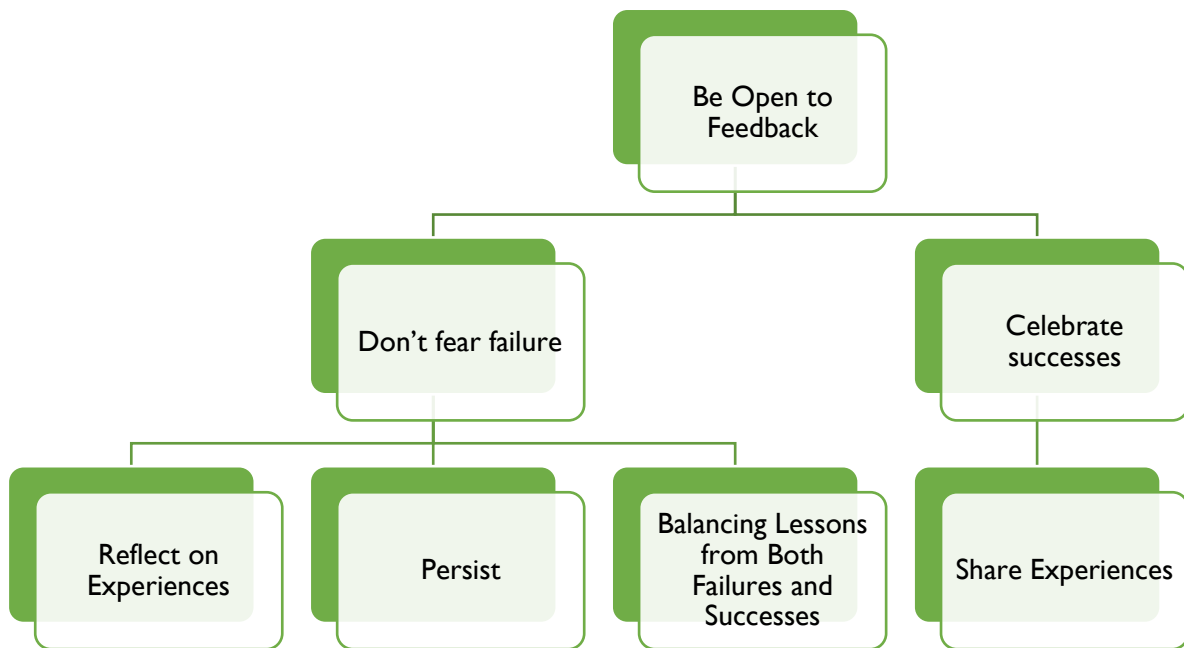 Be Open to
Feedback
Don’t fear failure
Celebrate
successes
Reflect on
Experiences
Persist
Balancing Lessons
from Both
Failures and
Successes
Share Experiences